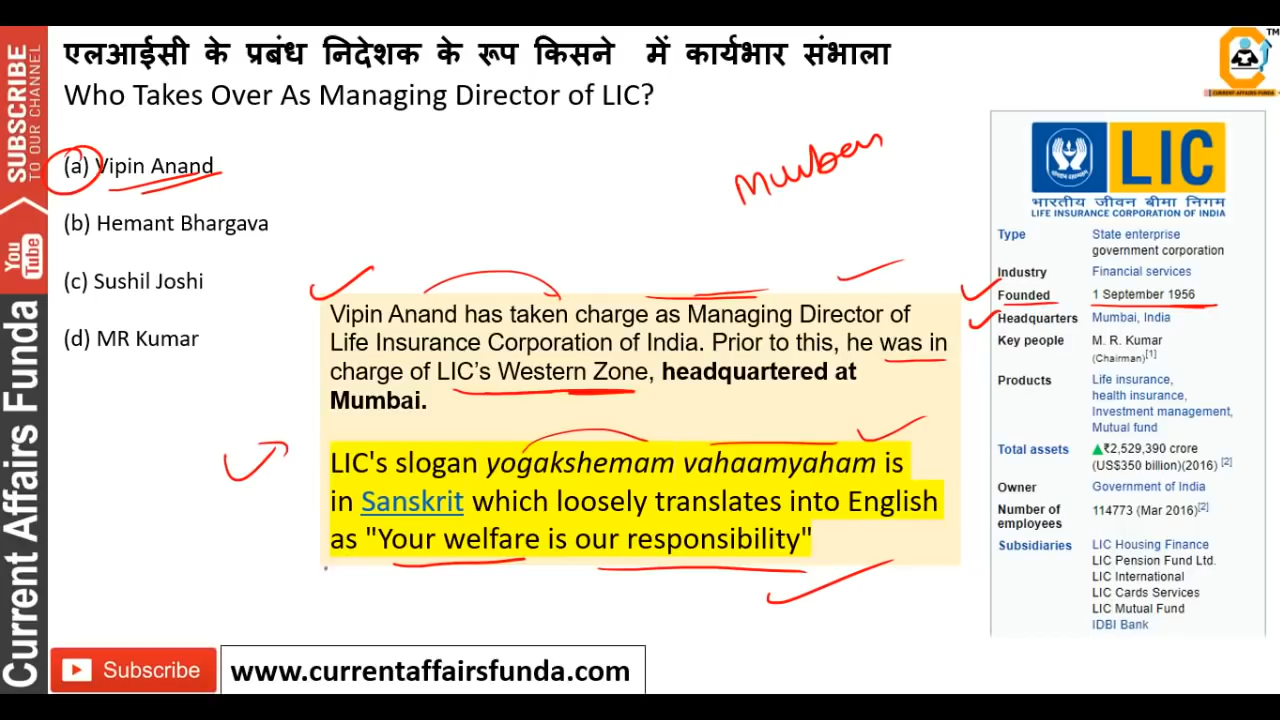 एलआईसी के प्रबंध निदेशक के रूप किसने में कार्यभार संभाला
Who Takes Over As Managing Director of LIC?
(a) Vipin Anand
(b) Hemant Bhargava
(c) Sushil Joshi
(d) MR Kumar
Vipin Anand has taken charge as Managing Director of
Life Insurance Corporation of India. Prior to this, he was in
charge of LIC's Western Zone, headquartered at
Mumbai.
LIC's slogan yogakshemam vahaamyaham is
in Sanskrit which loosely translates into English
as "Your welfare is our responsibility"
LIC
भारतीय जीवन बीमा निगम
LIFE INSURANCE CORPORATION OF INDIA
Type State enterprise
government corporation
Industry Financial services
Founded 1 September 1956
Headquarters Mumbai, India
Key people M. R. Kumar
(Chairman)[1]
Products Life insurance,
health insurance,
Investment management,
Mutual fund
Total assets ▲₹2,529,390 crore
(US$350 billion)(2016) [2]
Owner Government of India
Number of 114773 (Mar 2016)[2]
employees
Subsidiaries LIC Housing Finance
LIC Pension Fund Ltd.
LIC International
LIC Cards Services
LIC Mutual Fund
IDBI Bank
TM
CURRENT AFFAIRS FUNDA
SUBSCRIBE
TO OUR CHANNEL
You
Tube
Current Affairs Funda
Subscribe
www.currentaffairsfunda.com